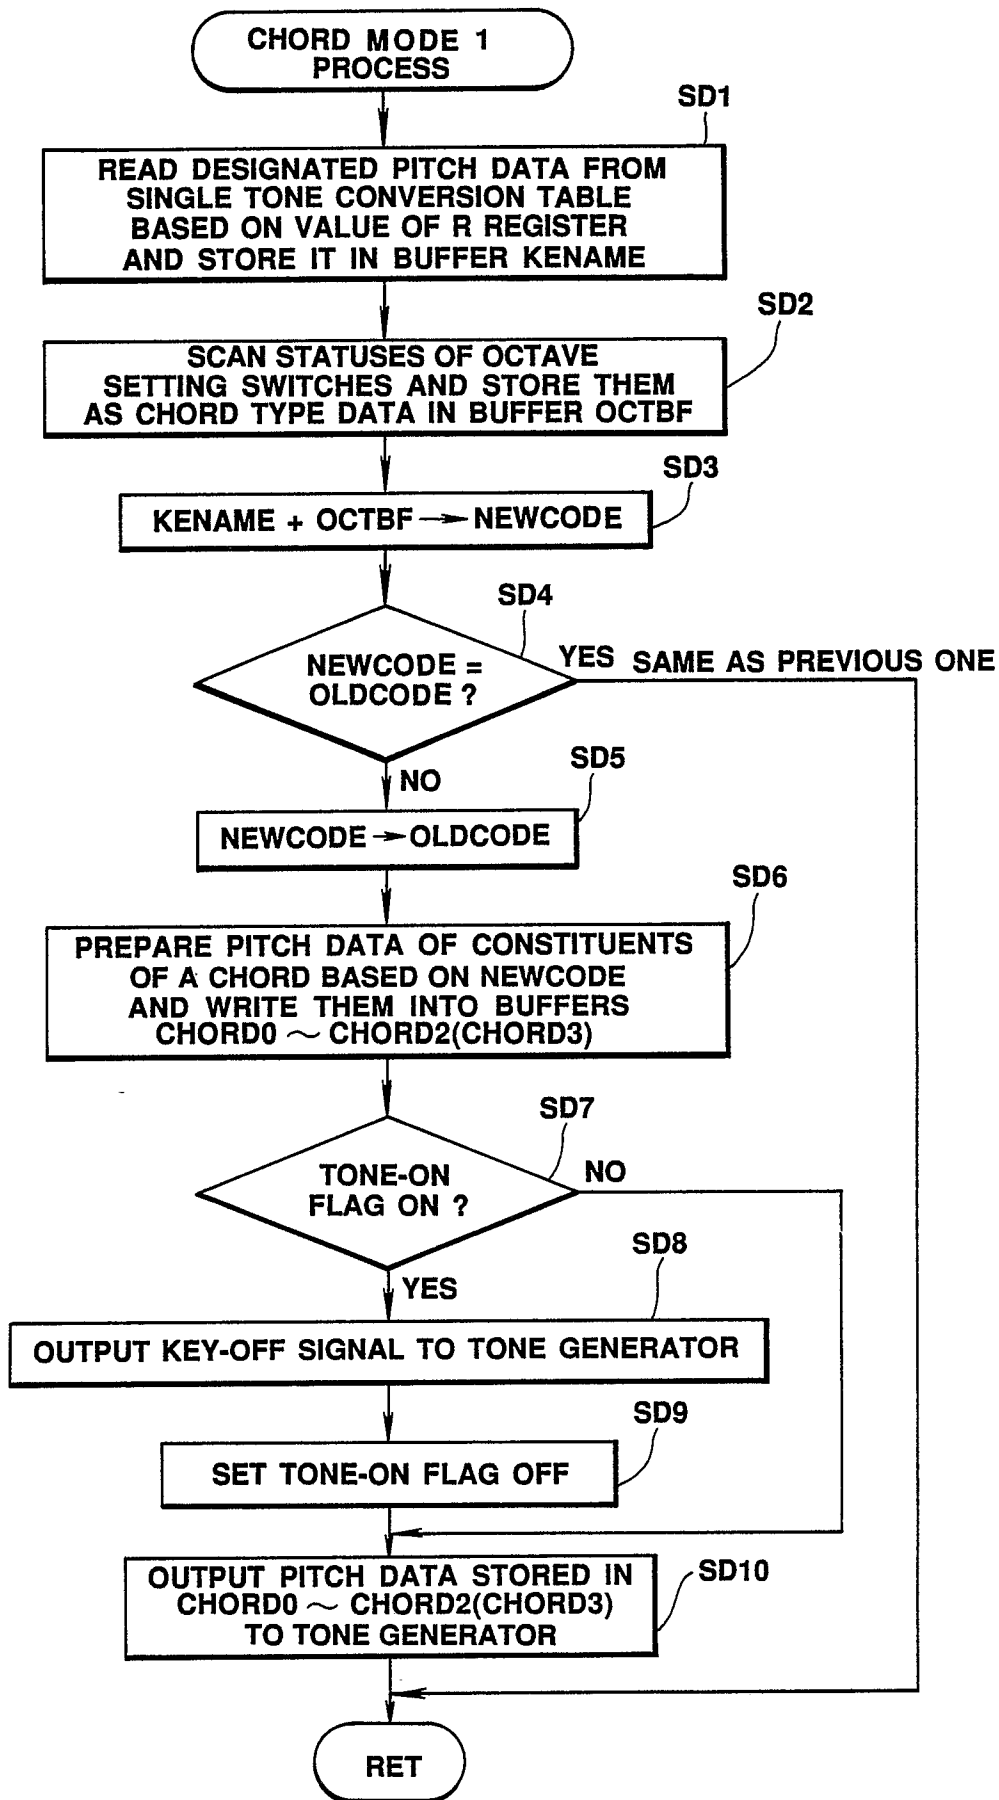 CHORD MODE 1
PROCESS
SD1
READ DESIGNATED PITCH DATA FROM
SINGLE TONE CONVERSION TABLE
BASED ON VALUE OF R REGISTER
AND STORE IT IN BUFFER KENAME
SD2
SCAN STATUSES OF OCTAVE
SETTING SWITCHES AND STORE THEM
AS CHORD TYPE DATA IN BUFFER OCTBF
SD3
KENAME + OCTBF → NEWCODE
SD4
NEWCODE =
OLDCODE ?
YES SAME AS PREVIOUS ONE
NO
SD5
NEWCODE → OLDCODE
SD6
PREPARE PITCH DATA OF CONSTITUENTS
OF A CHORD BASED ON NEWCODE
AND WRITE THEM INTO BUFFERS
CHORD0 ~ CHORD2(CHORD3)
SD7
TONE-ON
FLAG ON ?
NO
YES
SD8
OUTPUT KEY-OFF SIGNAL TO TONE GENERATOR
SD9
SET TONE-ON FLAG OFF
SD10
OUTPUT PITCH DATA STORED IN
CHORD0 ~ CHORD2(CHORD3)
TO TONE GENERATOR
RET